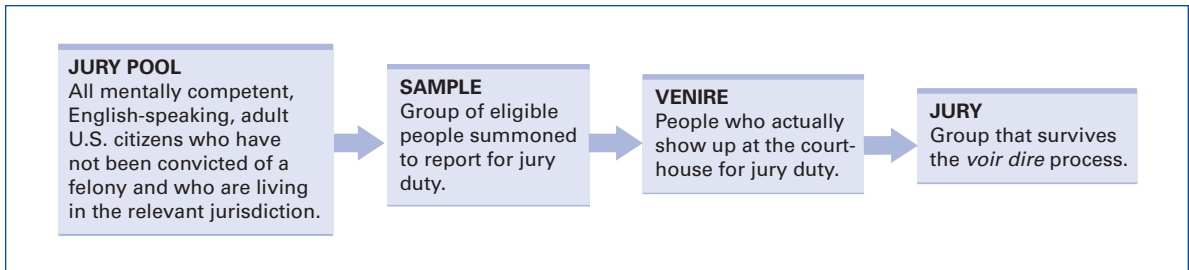 JURY POOL
All mentally competent,
English-speaking, adult
U.S. citizens who have
not been convicted of a
felony and who are living
in the relevant jurisdiction.
SAMPLE
Group of eligible
people summoned
to report for jury
duty.
VENIRE
People who actually
show up at the court-
house for jury duty.
JURY
Group that survives
the voir dire process.